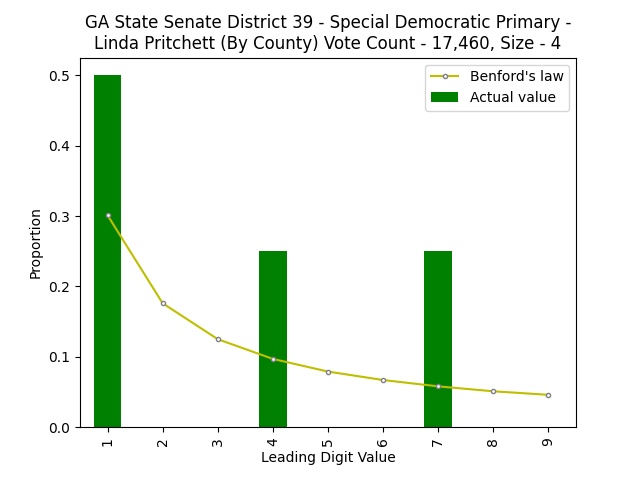 GA State Senate District 39 - Special Democratic Primary -
Linda Pritchett (By County) Vote Count - 17,460, Size - 4
Benford's law
Actual value
Proportion
0.5
0.4
0.3
0.2
0.1
0.0
1 2 3 4 5 6 7 8 9
Leading Digit Value